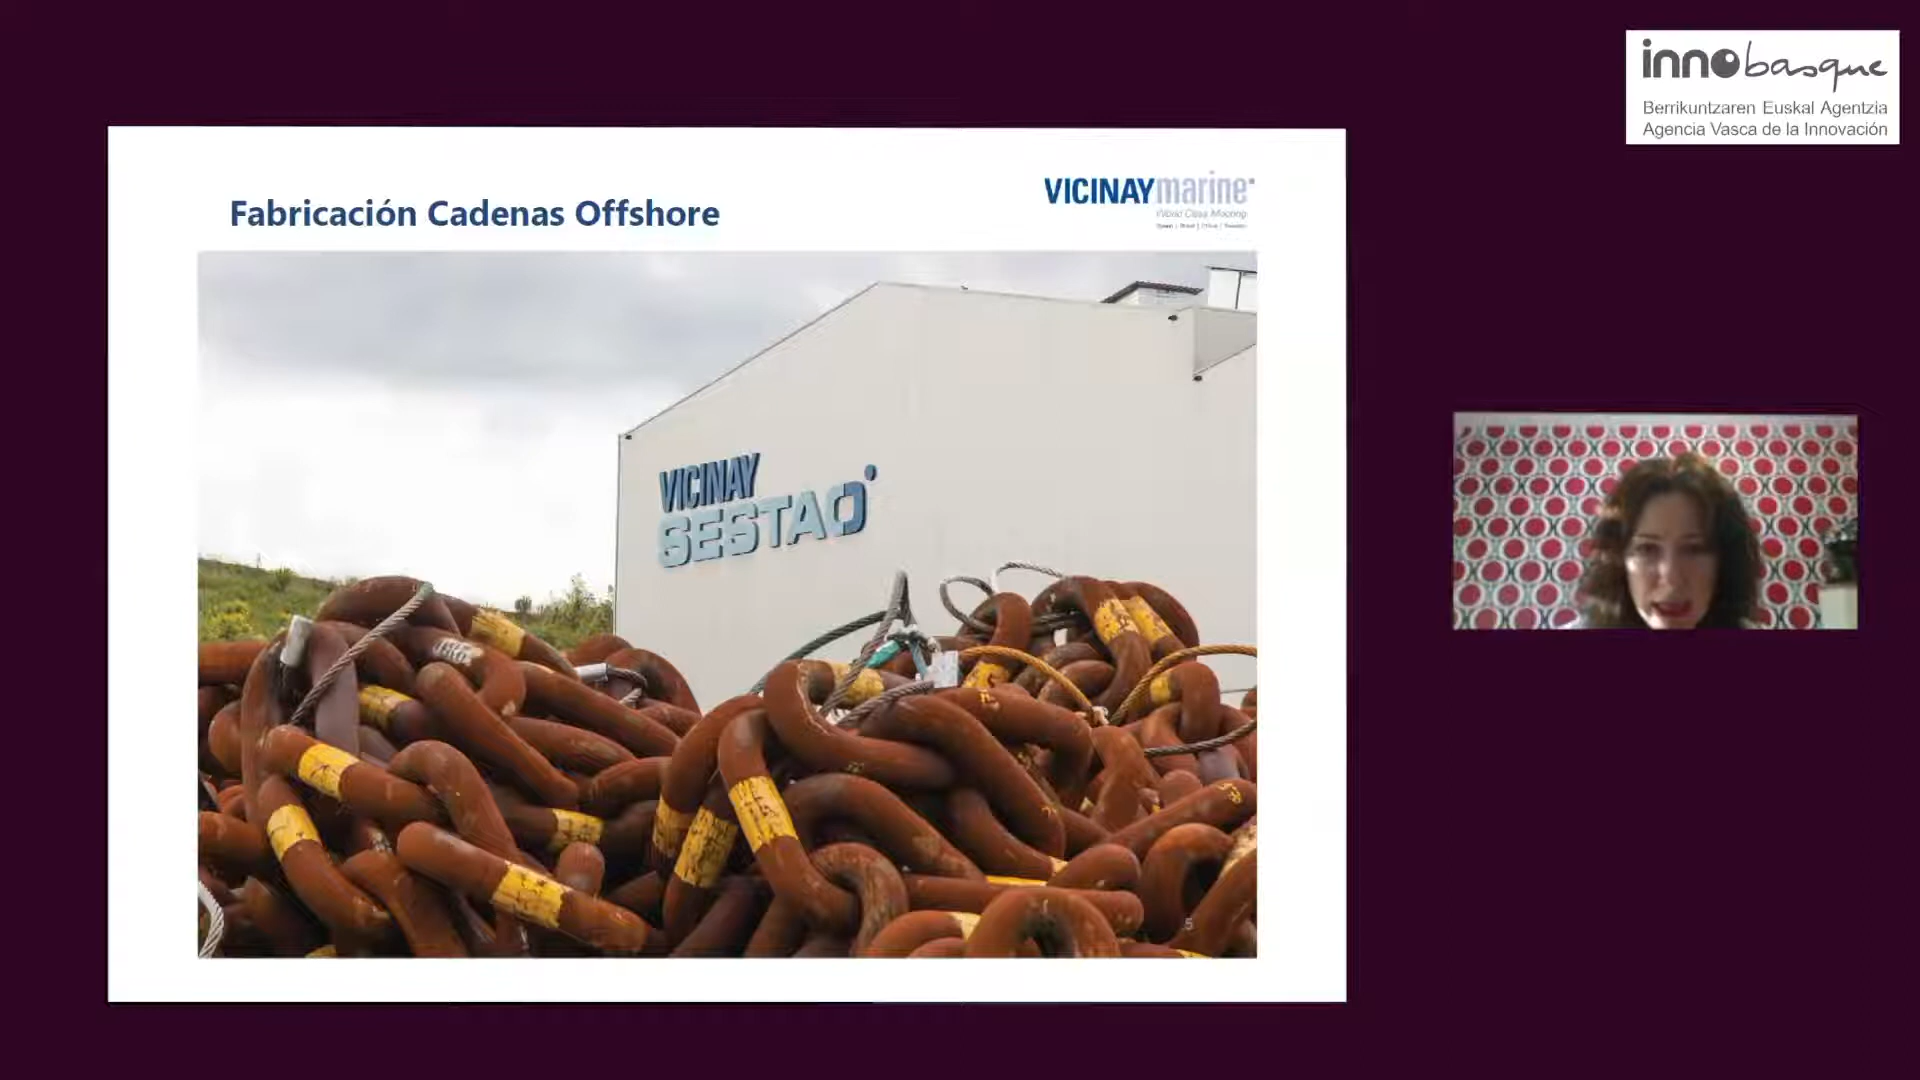 innobasque
Berrikuntzaren Euskal Agentzia
Agencia Vasca de la Innovación
Fabricación Cadenas Offshore
VICINAYmarine
World Class Mooring
VICINAY
SESTAO
5